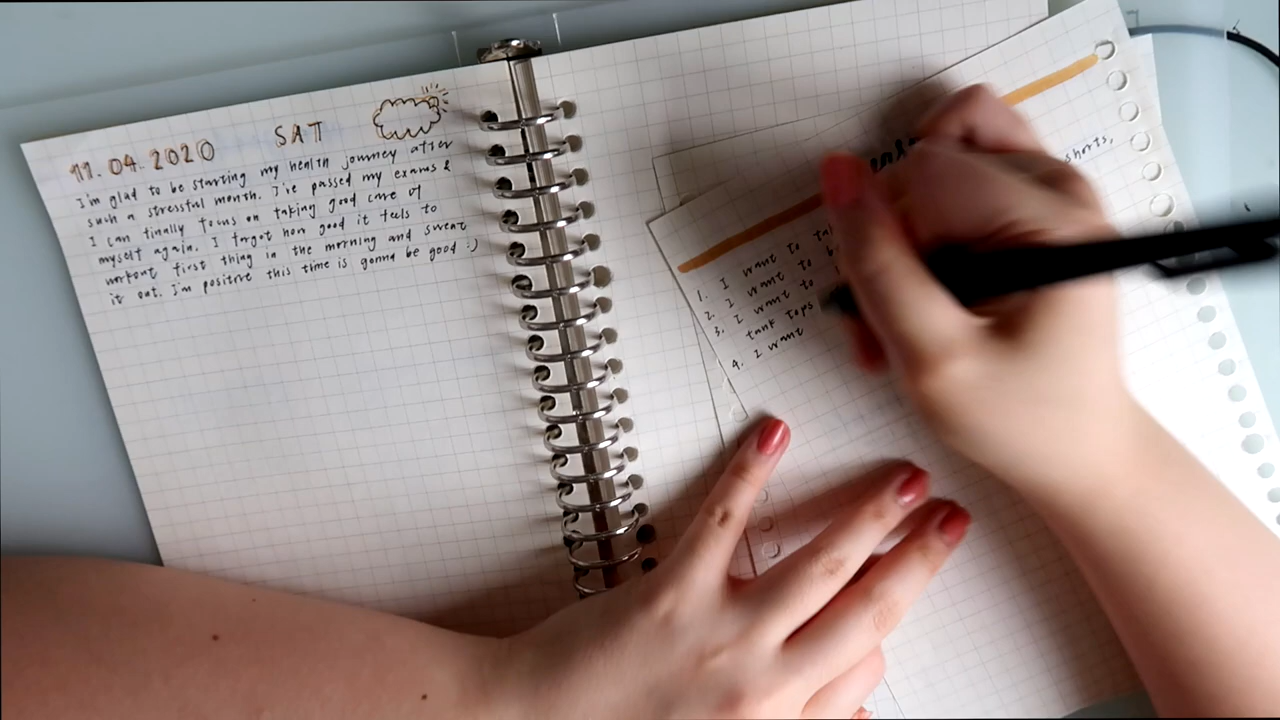 11.04.2020 SAT
I'm glad to be starting my health journey after
such a stressful month. I've passed my exams &
I can finally focus on taking good care of
myself again. I forgot how good it feels to
workout first thing in the morning and sweat
it out. I'm positive this time is gonna be good :)
1. I want to
2. I want to
3. I want to shorts,
tank tops
4. I want